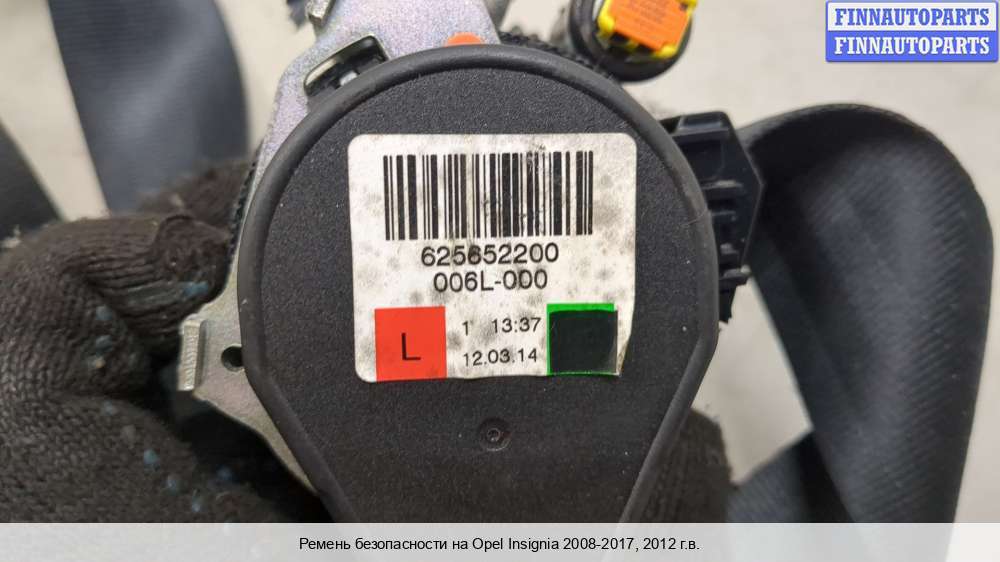 FINNAUTOPARTS
FINNAUTOPARTS
625652200
006L-000
L
1 13:37
12.03.14
Ремень безопасности на Opel Insignia 2008-2017, 2012 г.в.